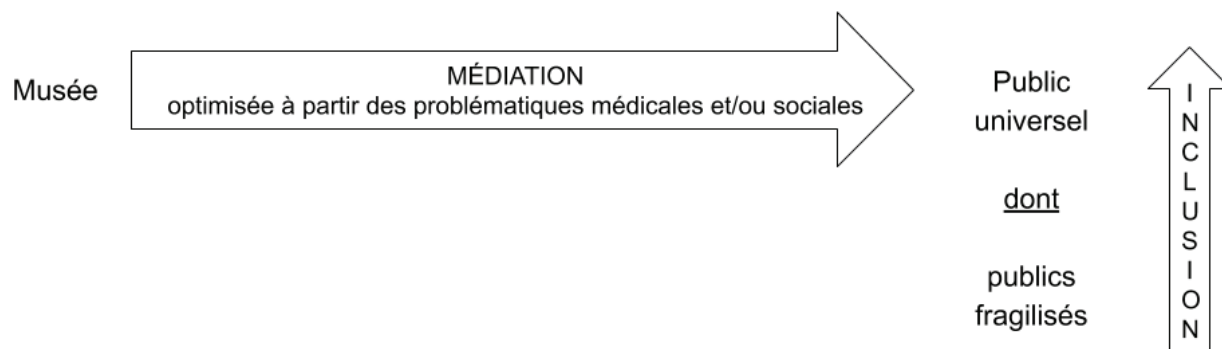 Musée
MÉDIATION
optimisée à partir des problématiques médicales et/ou sociales
Public
universel
dont
publics
fragilisés
INCLUSION